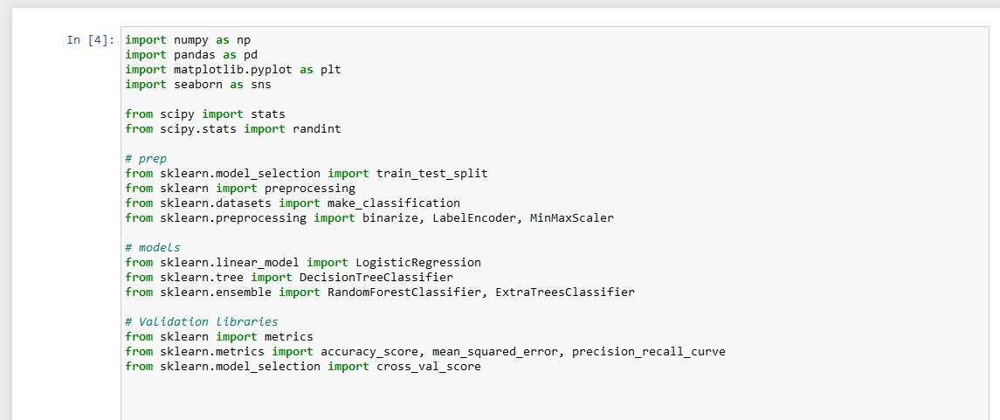 In [4]: import numpy as np
import pandas as pd
import matplotlib.pyplot as plt
import seaborn as sns
from scipy import stats
from scipy.stats import randint
# prep
from sklearn.model_selection import train_test_split
from sklearn import preprocessing
from sklearn.datasets import make_classification
from sklearn.preprocessing import binarize, LabelEncoder, MinMaxScaler
# models
from sklearn.linear_model import LogisticRegression
from sklearn.tree import DecisionTreeClassifier
from sklearn.ensemble import RandomForestClassifier, ExtraTreesClassifier
# Validation libraries
from sklearn import metrics
from sklearn.metrics import accuracy_score, mean_squared_error, precision_recall_curve
from sklearn.model_selection import cross_val_score